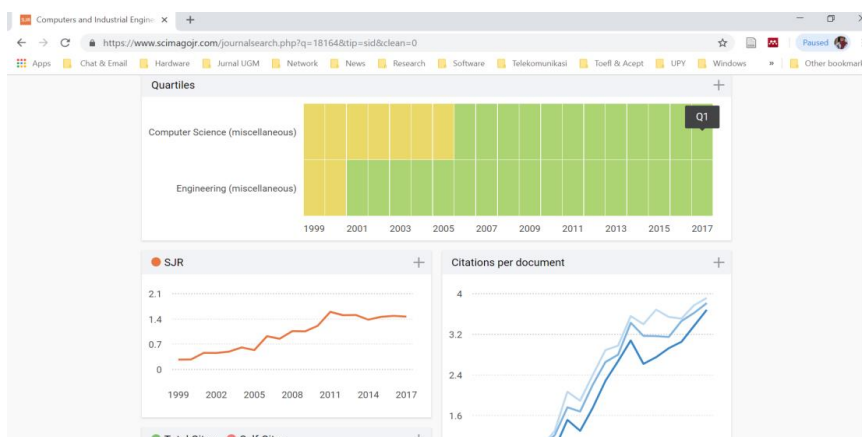 SJR Computers and Industrial Engine × +
https://www.scimagojr.com/journalsearch.php?q=18164&tip=sid&clean=0 Paused
Apps Chat & Email Hardware Jurnal UGM Network News Research Software Telekomunikasi Toefl & Acept UPY Windows » Other bookmark
Quartiles +
Q1
Computer Science (miscellaneous)
Engineering (miscellaneous)
1999 2001 2003 2005 2007 2009 2011 2013 2015 2017
SJR +
2.1
1.4
0.7
0
1999 2002 2005 2008 2011 2014 2017
Citations per document +
4
3.2
2.4
1.6